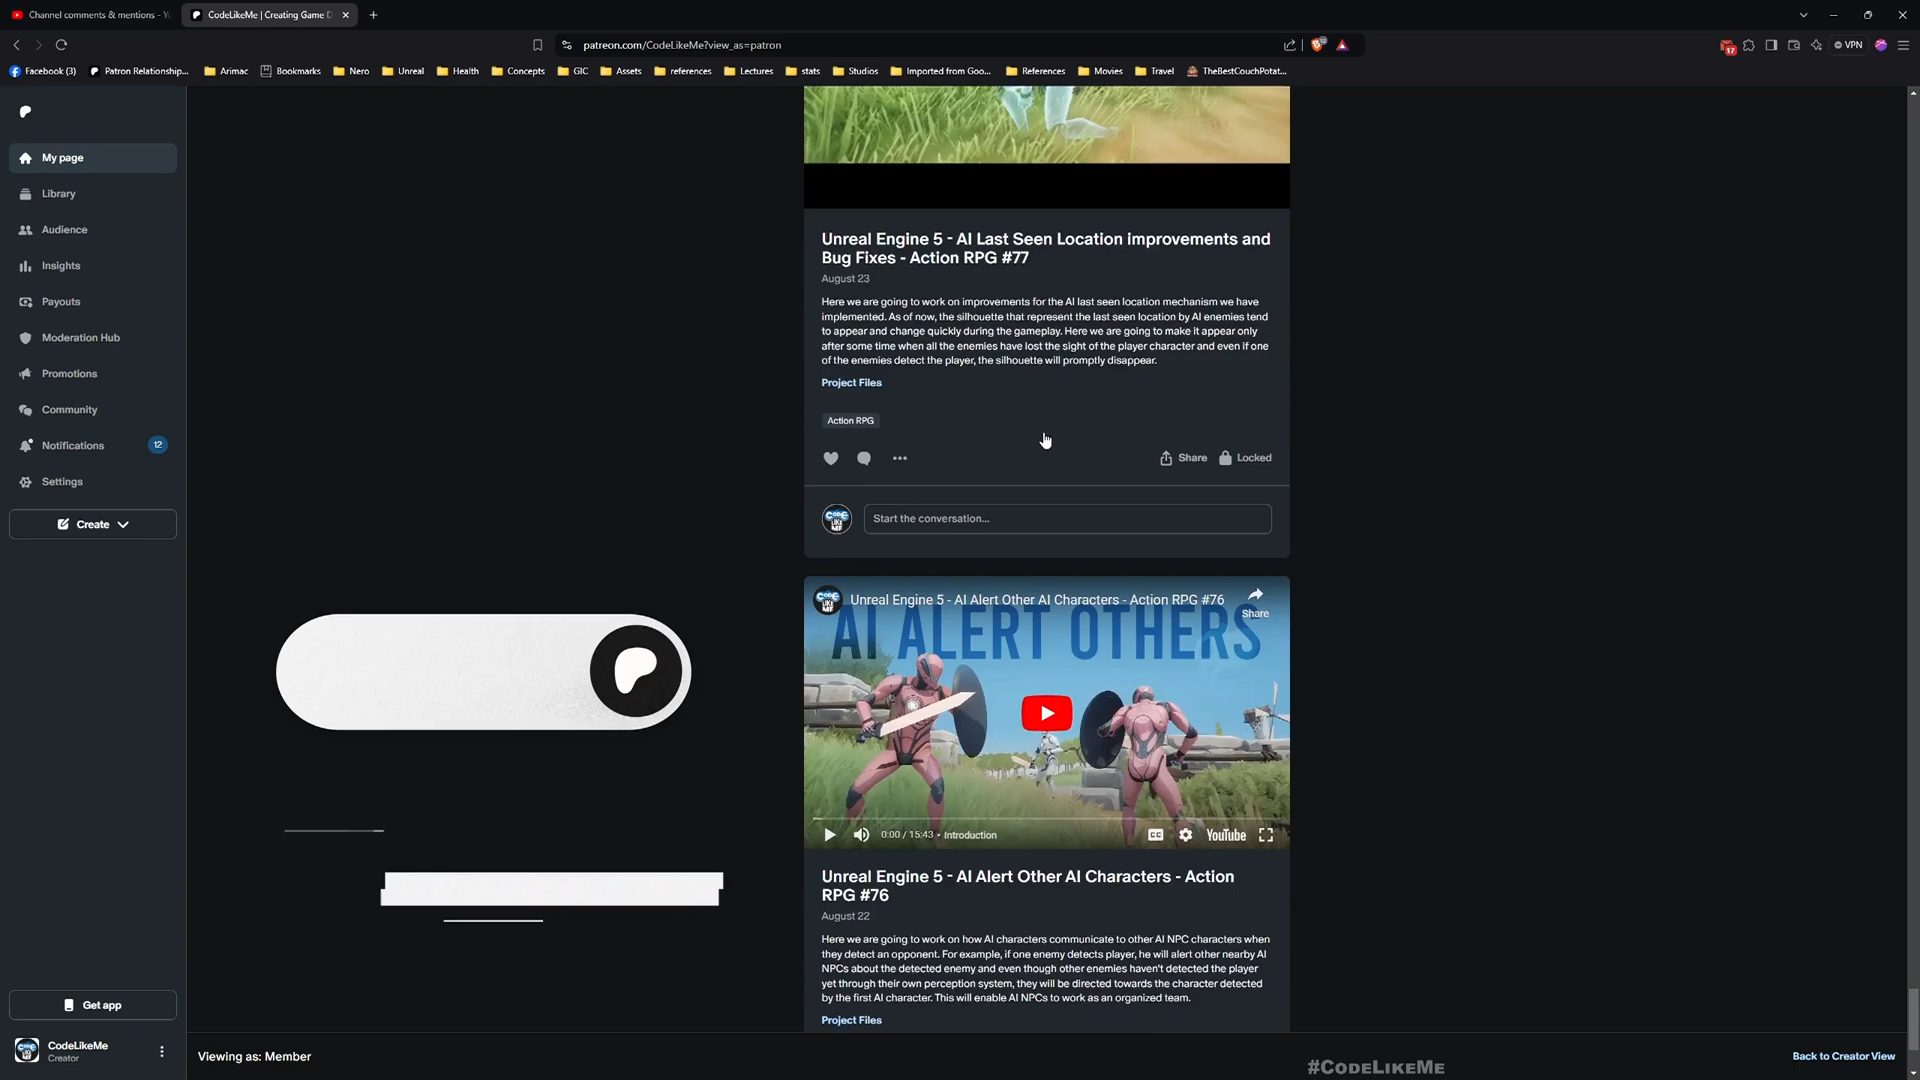 Channel comments & mentions - Y
CodeLikeMe | Creating Game D
patreon.com/CodeLikeMe?view_as=patron
VPN
Facebook (3)
Patron Relationship...
Arimac
Bookmarks
Nero
Unreal
Health
Concepts
GIC
Assets
references
Lectures
stats
Studios
Imported from Goo...
References
Movies
Travel
TheBestCouchPotat...
My page
Library
Audience
Insights
Payouts
Moderation Hub
Promotions
Community
Notifications
12
Settings
Create
Get app
CodeLikeMe
Creator
Unreal Engine 5 - AI Last Seen Location improvements and
Bug Fixes - Action RPG #77
August 23
Here we are going to work on improvements for the AI last seen location mechanism we have
implemented. As of now, the silhouette that represent the last seen location by AI enemies tend
to appear and change quickly during the gameplay. Here we are going to make it appear only
after some time when all the enemies have lost the sight of the player character and even if one
of the enemies detect the player, the silhouette will promptly disappear.
Project Files
Action RPG
Share
Locked
Start the conversation...
Unreal Engine 5 - AI Alert Other AI Characters - Action RPG #76
Share
AI ALERT OTHERS
0:00 / 15:43 • Introduction
YouTube
Unreal Engine 5 - AI Alert Other AI Characters - Action
RPG #76
August 22
Here we are going to work on how AI characters communicate to other AI NPC characters when
they detect an opponent. For example, if one enemy detects player, he will alert other nearby AI
NPCs about the detected enemy and even though other enemies haven't detected the player
yet through their own perception system, they will be directed towards the character detected
by the first AI character. This will enable AI NPCs to work as an organized team.
Project Files
Viewing as: Member
Back to Creator View
#CodeLikeMe